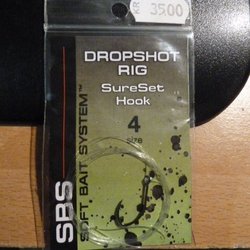 3500
DROPSHOT
RIG
SureSet
Hook
4
size
SBS
SOFT BAIT SYSTEM™